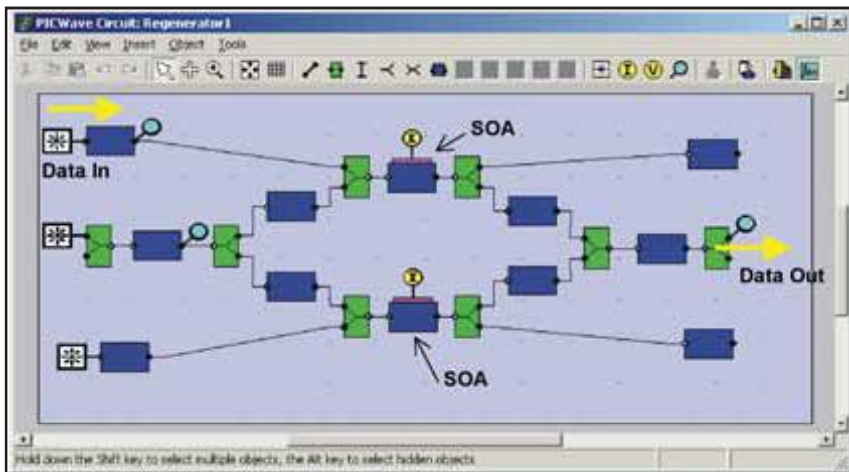 PICWave Circuit: Regenerator1
File Edit View Insert Object Tools
SOA
Data In
Data Out
SOA
Hold down the Shift key to select multiple objects, the Alt key to select hidden objects